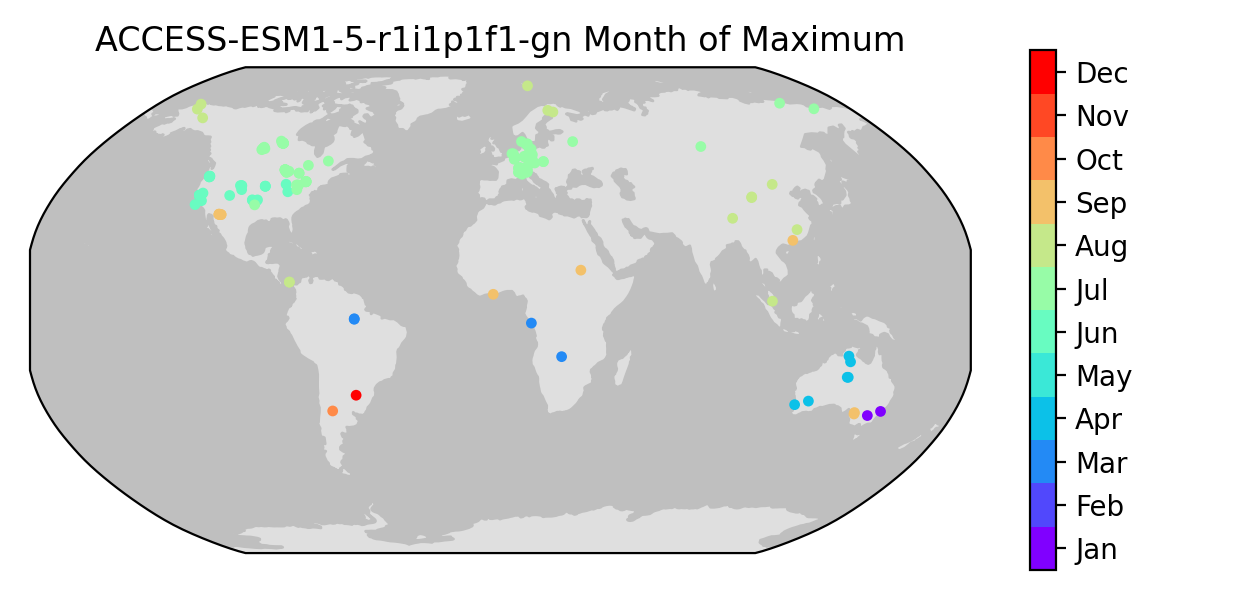 ACCESS-ESM1-5-r1i1p1f1-gn Month of Maximum
Dec
Nov
Oct
Sep
Aug
Jul
Jun
May
Apr
Mar
Feb
Jan